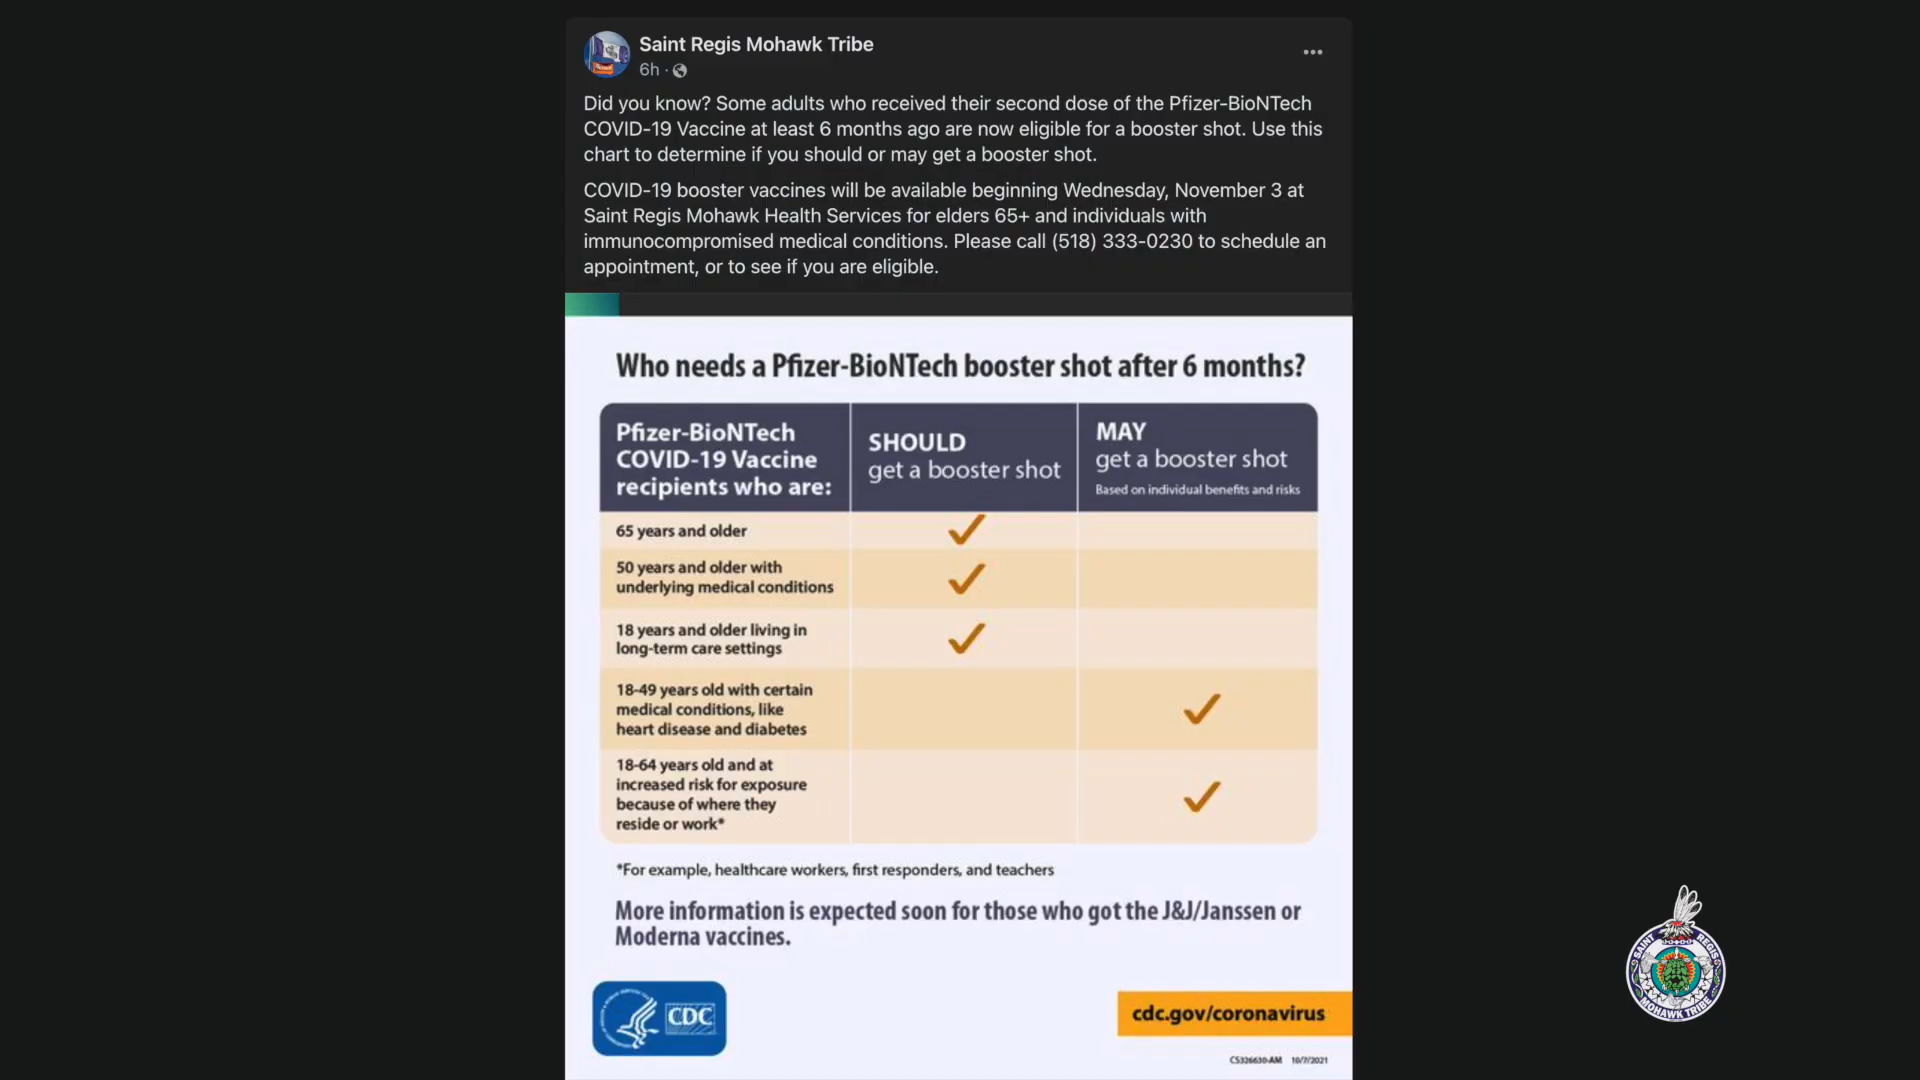 Saint Regis Mohawk Tribe
6h ·
Did you know? Some adults who received their second dose of the Pfizer-BioNTech
COVID-19 Vaccine at least 6 months ago are now eligible for a booster shot. Use this
chart to determine if you should or may get a booster shot.
COVID-19 booster vaccines will be available beginning Wednesday, November 3 at
Saint Regis Mohawk Health Services for elders 65+ and individuals with
immunocompromised medical conditions. Please call (518) 333-0230 to schedule an
appointment, or to see if you are eligible.
Who needs a Pfizer-BioNTech booster shot after 6 months?
Pfizer-BioNTech
COVID-19 Vaccine
recipients who are:
SHOULD
get a booster shot
MAY
get a booster shot
Based on individual benefits and risks
65 years and older
50 years and older with
underlying medical conditions
18 years and older living in
long-term care settings
18-49 years old with certain
medical conditions, like
heart disease and diabetes
18-64 years old and at
increased risk for exposure
because of where they
reside or work*
*For example, healthcare workers, first responders, and teachers
More information is expected soon for those who got the J&J/Janssen or
Moderna vaccines.
CDC
cdc.gov/coronavirus
CS326630-AM 10/7/2021
SAINT REGIS
MOHAWK TRIBE